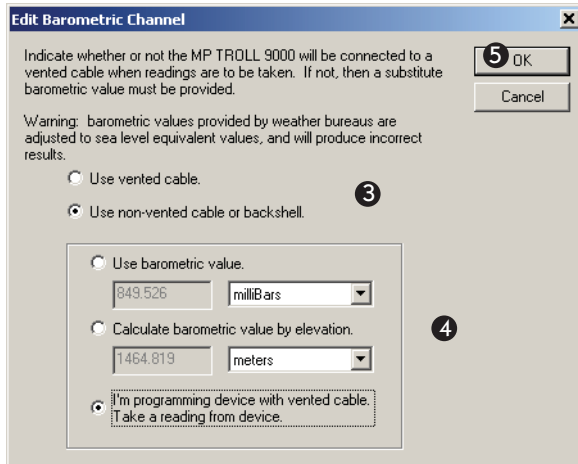 Edit Barometric Channel
Indicate whether or not the MP TROLL 9000 will be connected to a
vented cable when readings are to be taken. If not, then a substitute
barometric value must be provided.
5 OK
Cancel
Warning: barometric values provided by weather bureaus are
adjusted to sea level equivalent values, and will produce incorrect
results.
Use vented cable.
3
Use non-vented cable or backshell.
Use barometric value.
849.526 milliBars
Calculate barometric value by elevation.
4
1464.819 meters
I'm programming device with vented cable.
Take a reading from device.